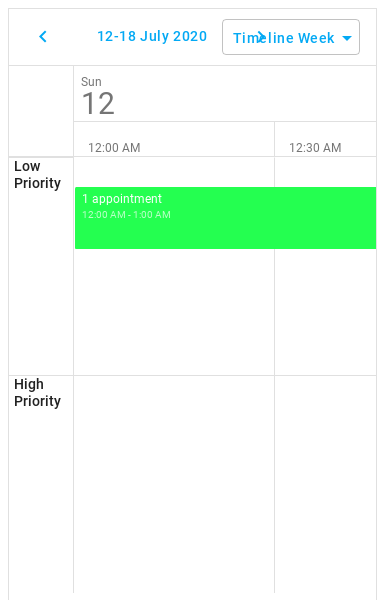 12-18 July 2020
Timeline Week
Sun
12
12:00 AM
12:30 AM
Low
Priority
1 appointment
12:00 AM - 1:00 AM
High
Priority